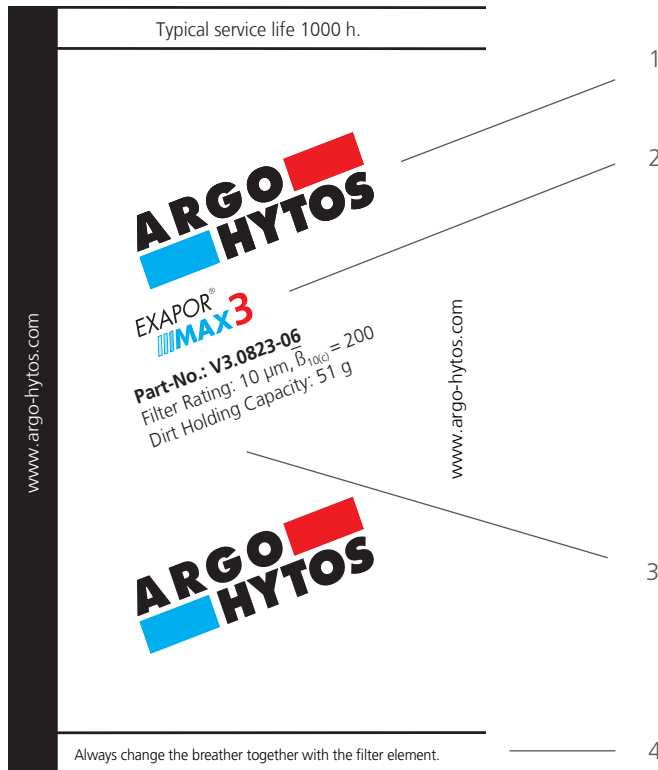 Typical service life 1000 h.
1
2
ARGO
HYTOS
EXAPOR®
MAX3
Part-No.: V3.0823-06
Filter Rating: 10 µm, β̅10(c) = 200
Dirt Holding Capacity: 51 g
www.argo-hytos.com
www.argo-hytos.com
3
ARGO
HYTOS
Always change the breather together with the filter element.
4